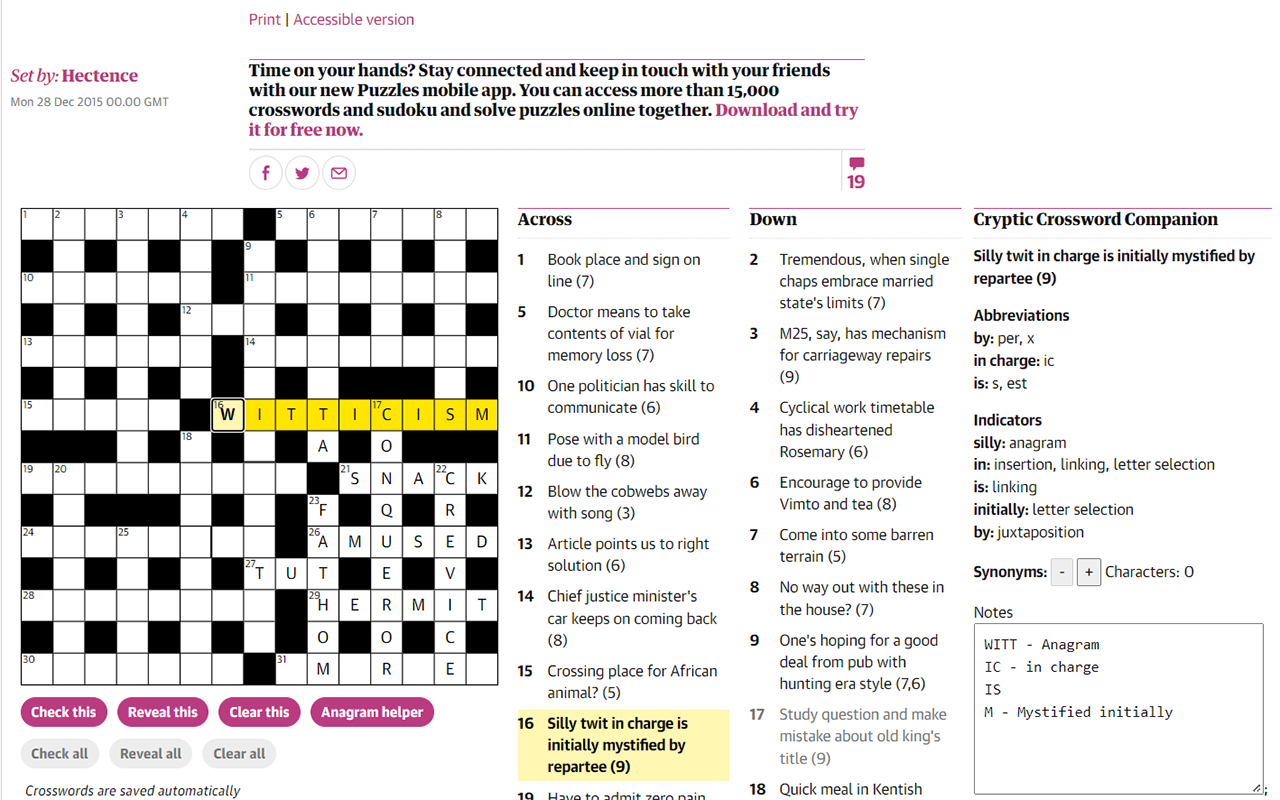 Print | Accessible version
Set by: Hectence
Mon 28 Dec 2015 00.00 GMT
Time on your hands? Stay connected and keep in touch with your friends
with our new Puzzles mobile app. You can access more than 15,000
crosswords and sudoku and solve puzzles online together. Download and try
it for free now.
19
1 2 3 4 5 6 7 8
9
10 11
12
13 14
15 16 W I T T I 17 C I S M
18 A O
19 20 21 S N A 22 C K
23 F Q R
24 25 26 A M U S E D
27 T U T E V
28 29 H E R M I T
O O C
30 31 M R E
Check this Reveal this Clear this Anagram helper
Check all Reveal all Clear all
Crosswords are saved automatically
Across
1 Book place and sign on
line (7)
5 Doctor means to take
contents of vial for
memory loss (7)
10 One politician has skill to
communicate (6)
11 Pose with a model bird
due to fly (8)
12 Blow the cobwebs away
with song (3)
13 Article points us to right
solution (6)
14 Chief justice minister's
car keeps on coming back
(8)
15 Crossing place for African
animal? (5)
16 Silly twit in charge is
initially mystified by
repartee (9)
19 Have to admit zero pain
Down
2 Tremendous, when single
chaps embrace married
state's limits (7)
3 M25, say, has mechanism
for carriageway repairs
(9)
4 Cyclical work timetable
has disheartened
Rosemary (6)
6 Encourage to provide
Vimto and tea (8)
7 Come into some barren
terrain (5)
8 No way out with these in
the house? (7)
9 One's hoping for a good
deal from pub with
hunting era style (7,6)
17 Study question and make
mistake about old king's
title (9)
18 Quick meal in Kentish
Cryptic Crossword Companion
Silly twit in charge is initially mystified by
repartee (9)
Abbreviations
by: per, x
in charge: ic
is: s, est
Indicators
silly: anagram
in: insertion, linking, letter selection
is: linking
initially: letter selection
by: juxtaposition
Synonyms: - + Characters: 0
Notes
WITT - Anagram
IC - in charge
IS
M - Mystified initially
;